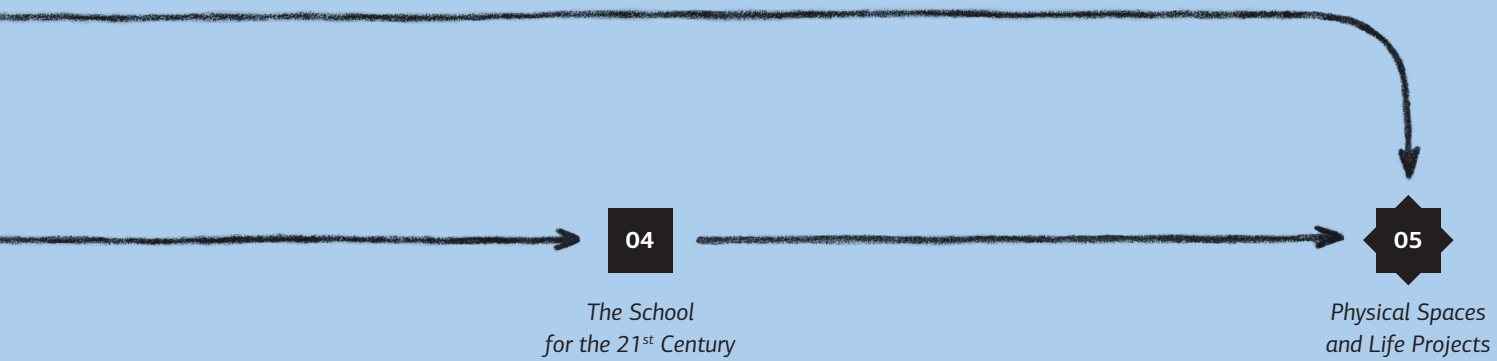 04
The School
for the 21st Century
05
Physical Spaces
and Life Projects